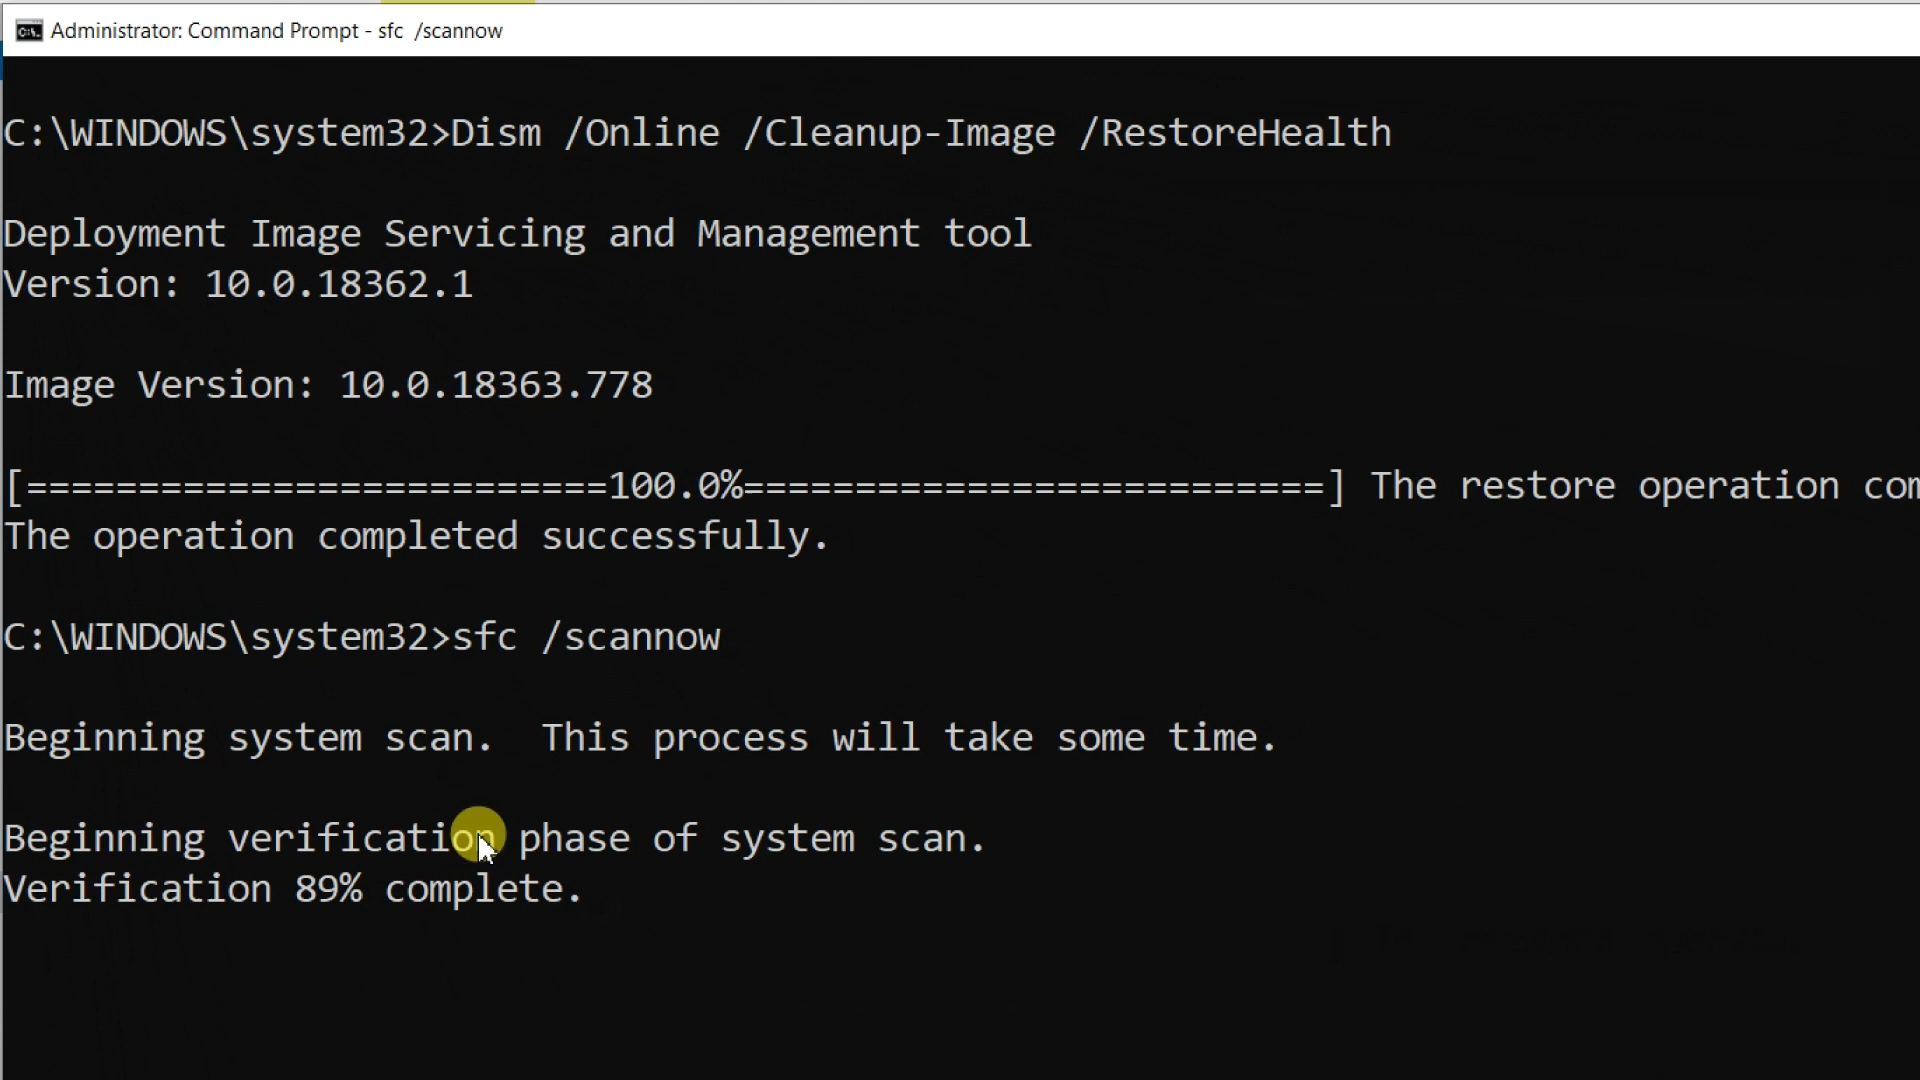 Administrator: Command Prompt - sfc  /scannow
C:\WINDOWS\system32>Dism /Online /Cleanup-Image /RestoreHealth
Deployment Image Servicing and Management tool
Version: 10.0.18362.1
Image Version: 10.0.18363.778
[==========================100.0%==========================] The restore operation com
The operation completed successfully.
C:\WINDOWS\system32>sfc /scannow
Beginning system scan.  This process will take some time.
Beginning verification phase of system scan.
Verification 89% complete.